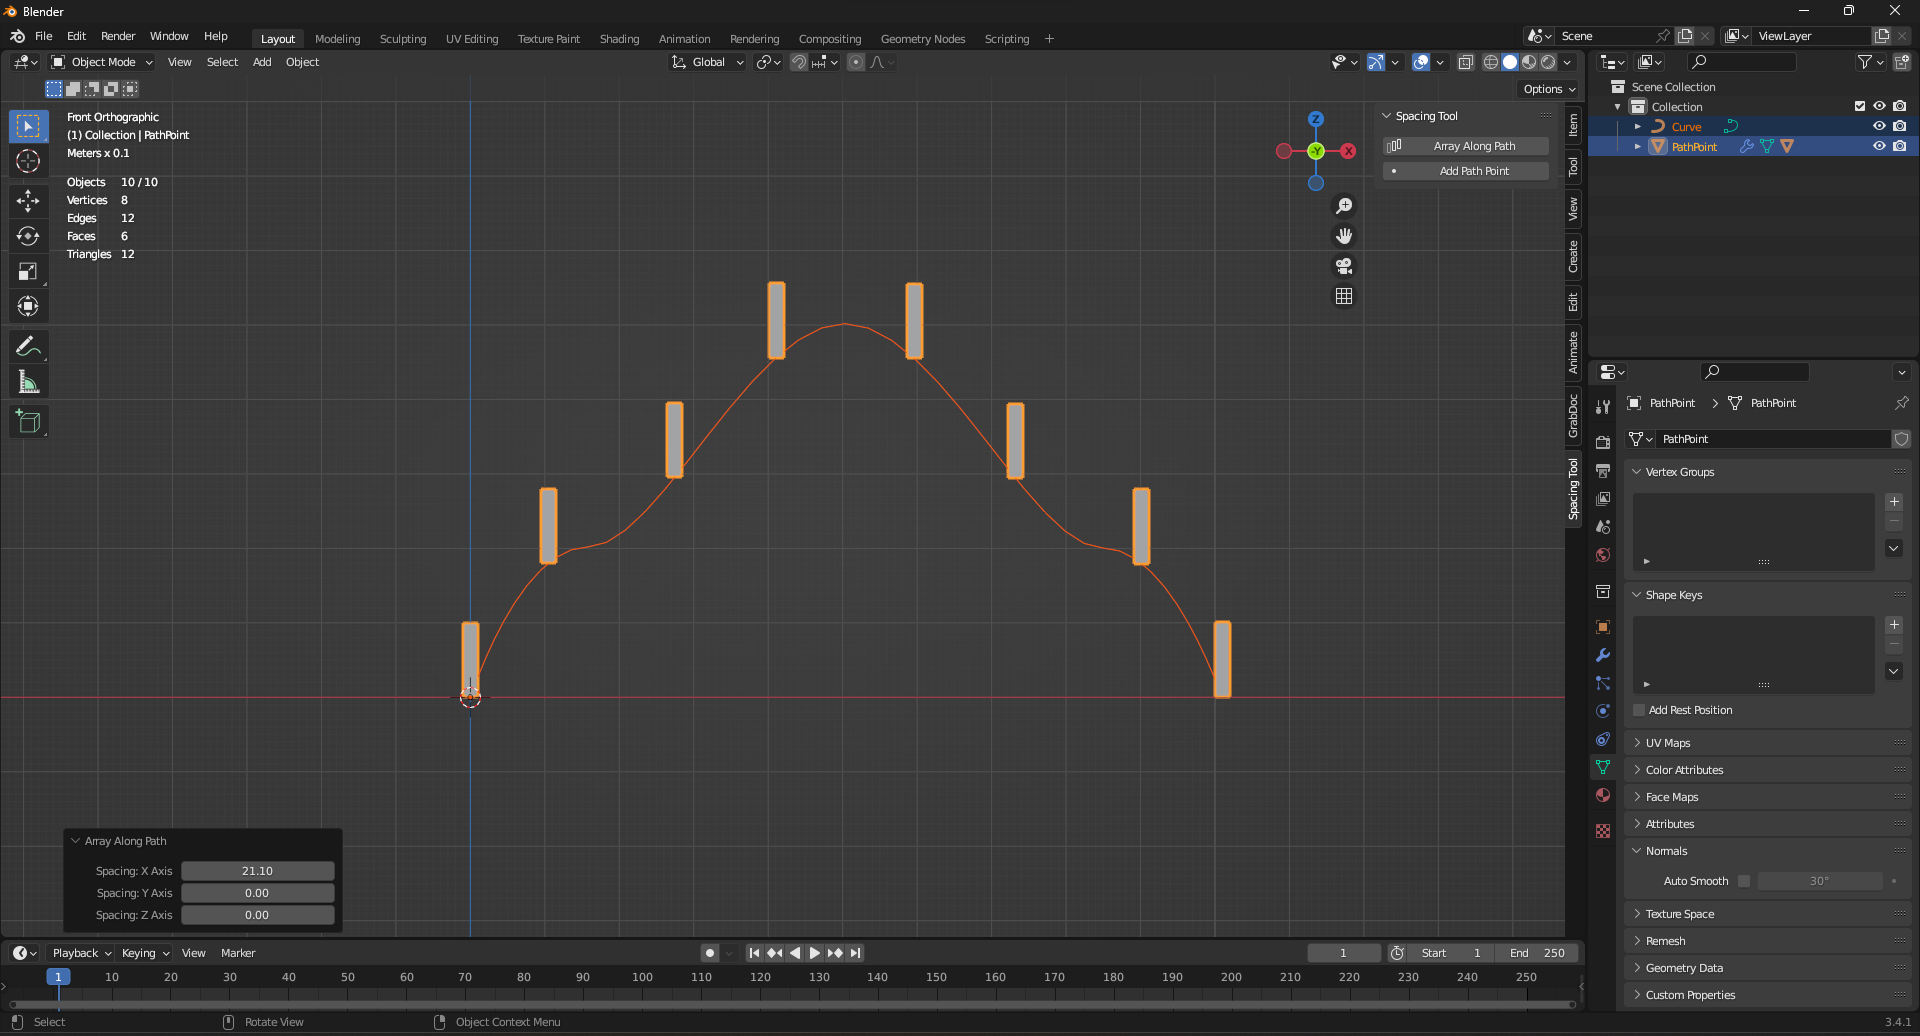 Blender
File Edit Render Window Help Layout Modeling Sculpting UV Editing Texture Paint Shading Animation Rendering Compositing Geometry Nodes Scripting + Scene ViewLayer
Object Mode View Select Add Object Global
Options
Front Orthographic
(1) Collection | PathPoint
Meters x 0.1
Objects 10 / 10
Vertices 8
Edges 12
Faces 6
Triangles 12
Z
Y
X
Spacing Tool
Array Along Path
Add Path Point
Item
Tool
View
Create
Edit
Animate
GrabDoc
Spacing Tool
Scene Collection
Collection
Curve
PathPoint
PathPoint > PathPoint
PathPoint
Vertex Groups
Shape Keys
Add Rest Position
UV Maps
Color Attributes
Face Maps
Attributes
Normals
Auto Smooth 30°
Texture Space
Remesh
Geometry Data
Custom Properties
Array Along Path
Spacing: X Axis 21.10
Spacing: Y Axis 0.00
Spacing: Z Axis 0.00
Playback Keying View Marker 1 Start 1 End 250
1 10 20 30 40 50 60 70 80 90 100 110 120 130 140 150 160 170 180 190 200 210 220 230 240 250
Select Rotate View Object Context Menu 3.4.1